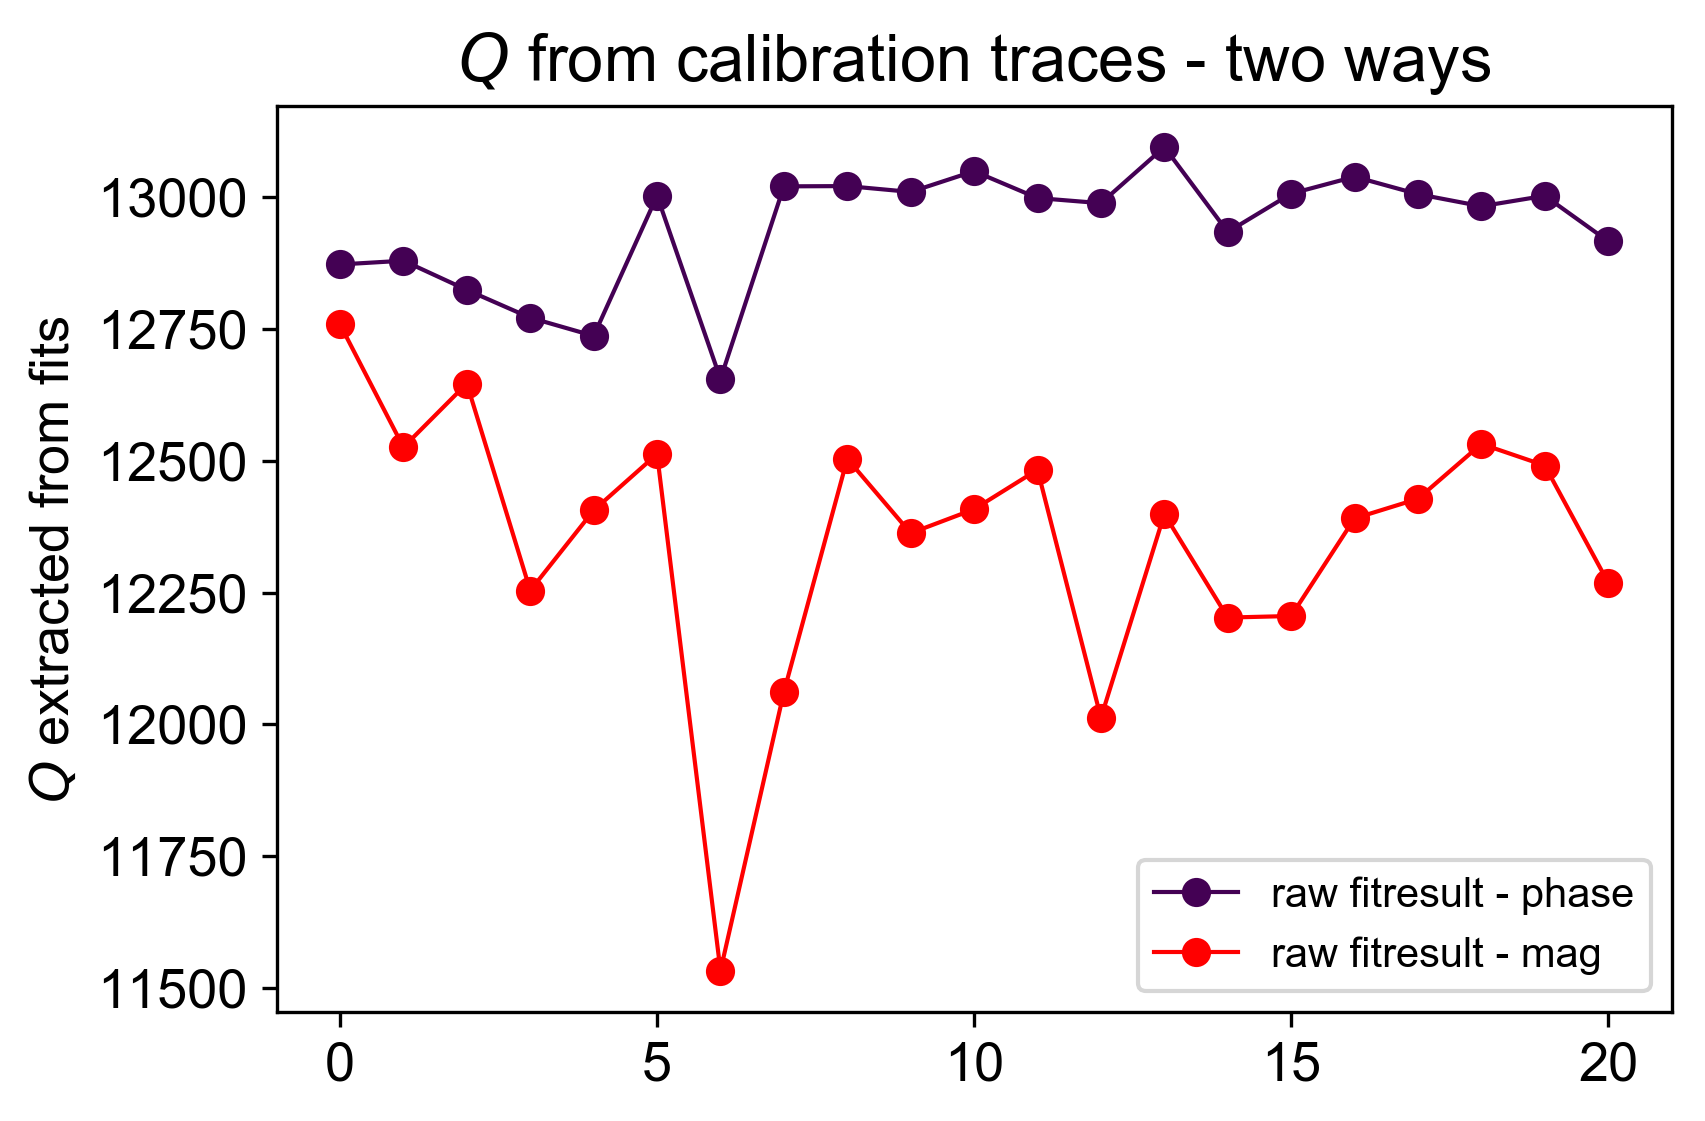 Q from calibration traces - two ways
Q extracted from fits
13000
12750
12500
12250
12000
11750
11500
0 5 10 15 20
raw fitresult - phase
raw fitresult - mag